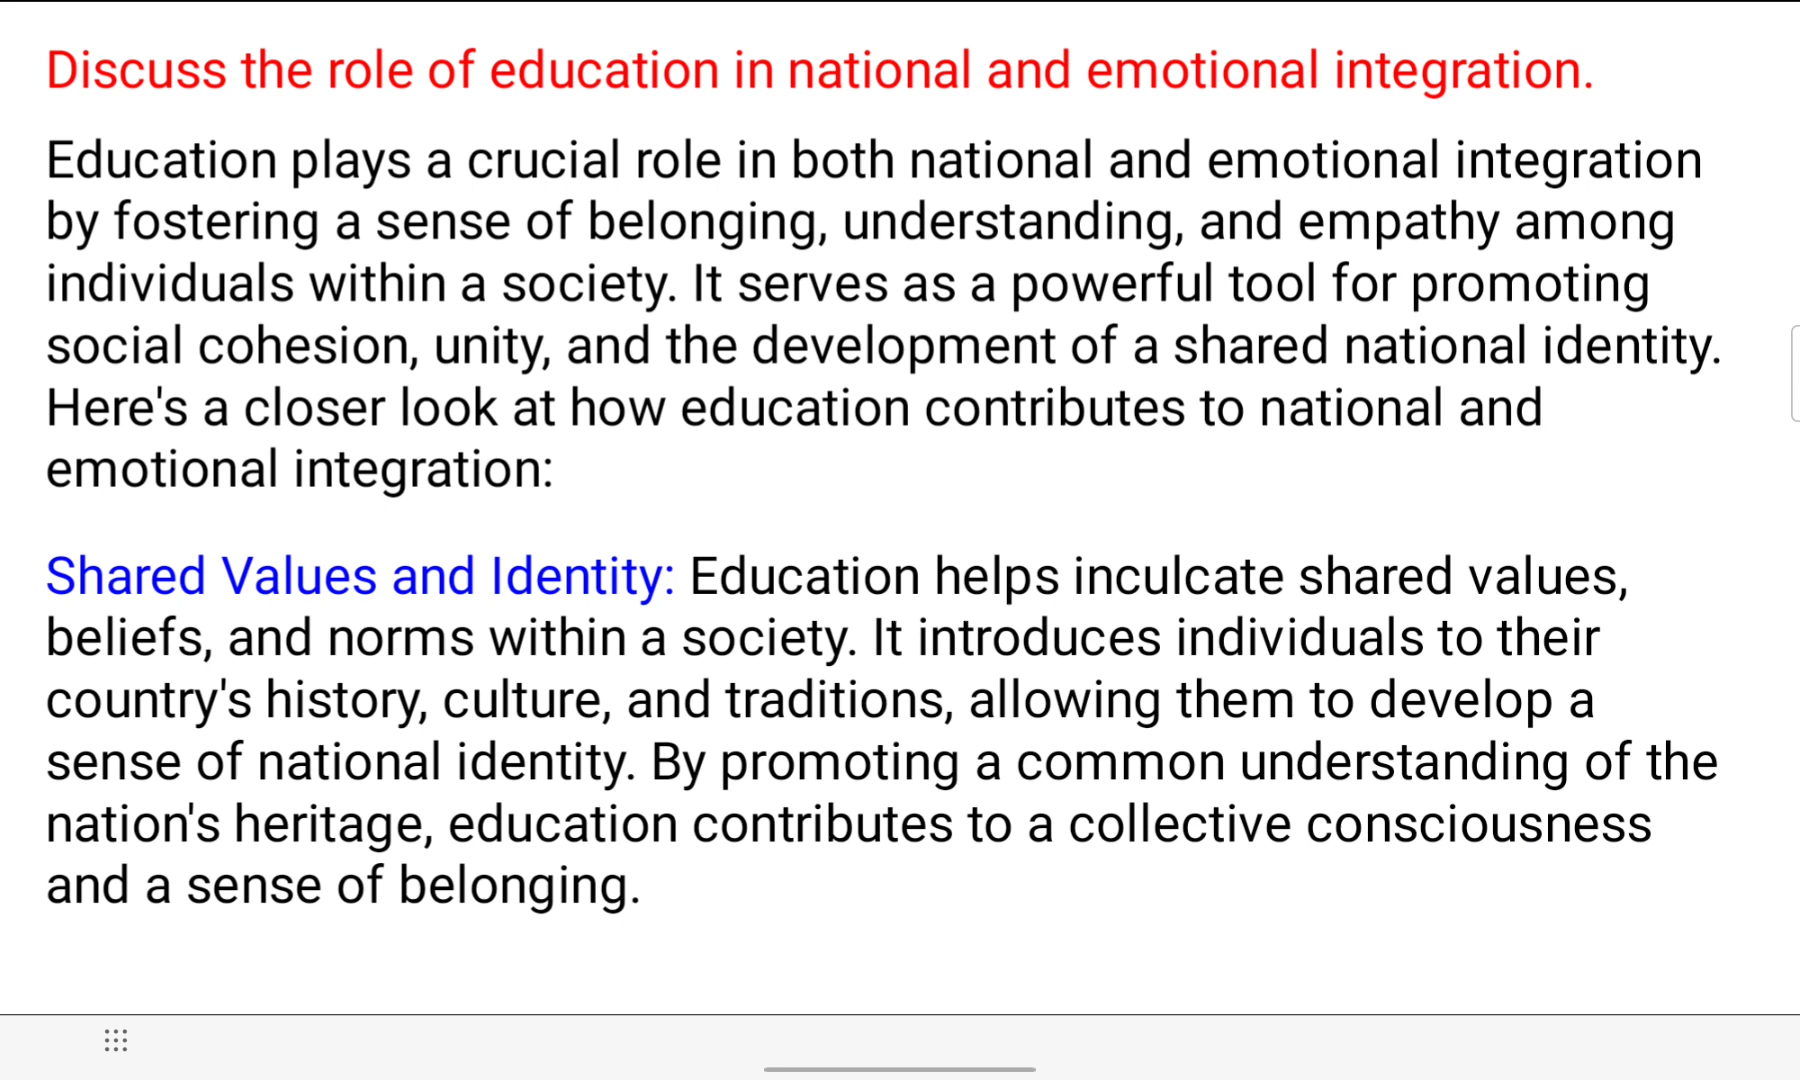 Discuss the role of education in national and emotional integration.
Education plays a crucial role in both national and emotional integration
by fostering a sense of belonging, understanding, and empathy among
individuals within a society. It serves as a powerful tool for promoting
social cohesion, unity, and the development of a shared national identity.
Here's a closer look at how education contributes to national and
emotional integration:
Shared Values and Identity: Education helps inculcate shared values,
beliefs, and norms within a society. It introduces individuals to their
country's history, culture, and traditions, allowing them to develop a
sense of national identity. By promoting a common understanding of the
nation's heritage, education contributes to a collective consciousness
and a sense of belonging.